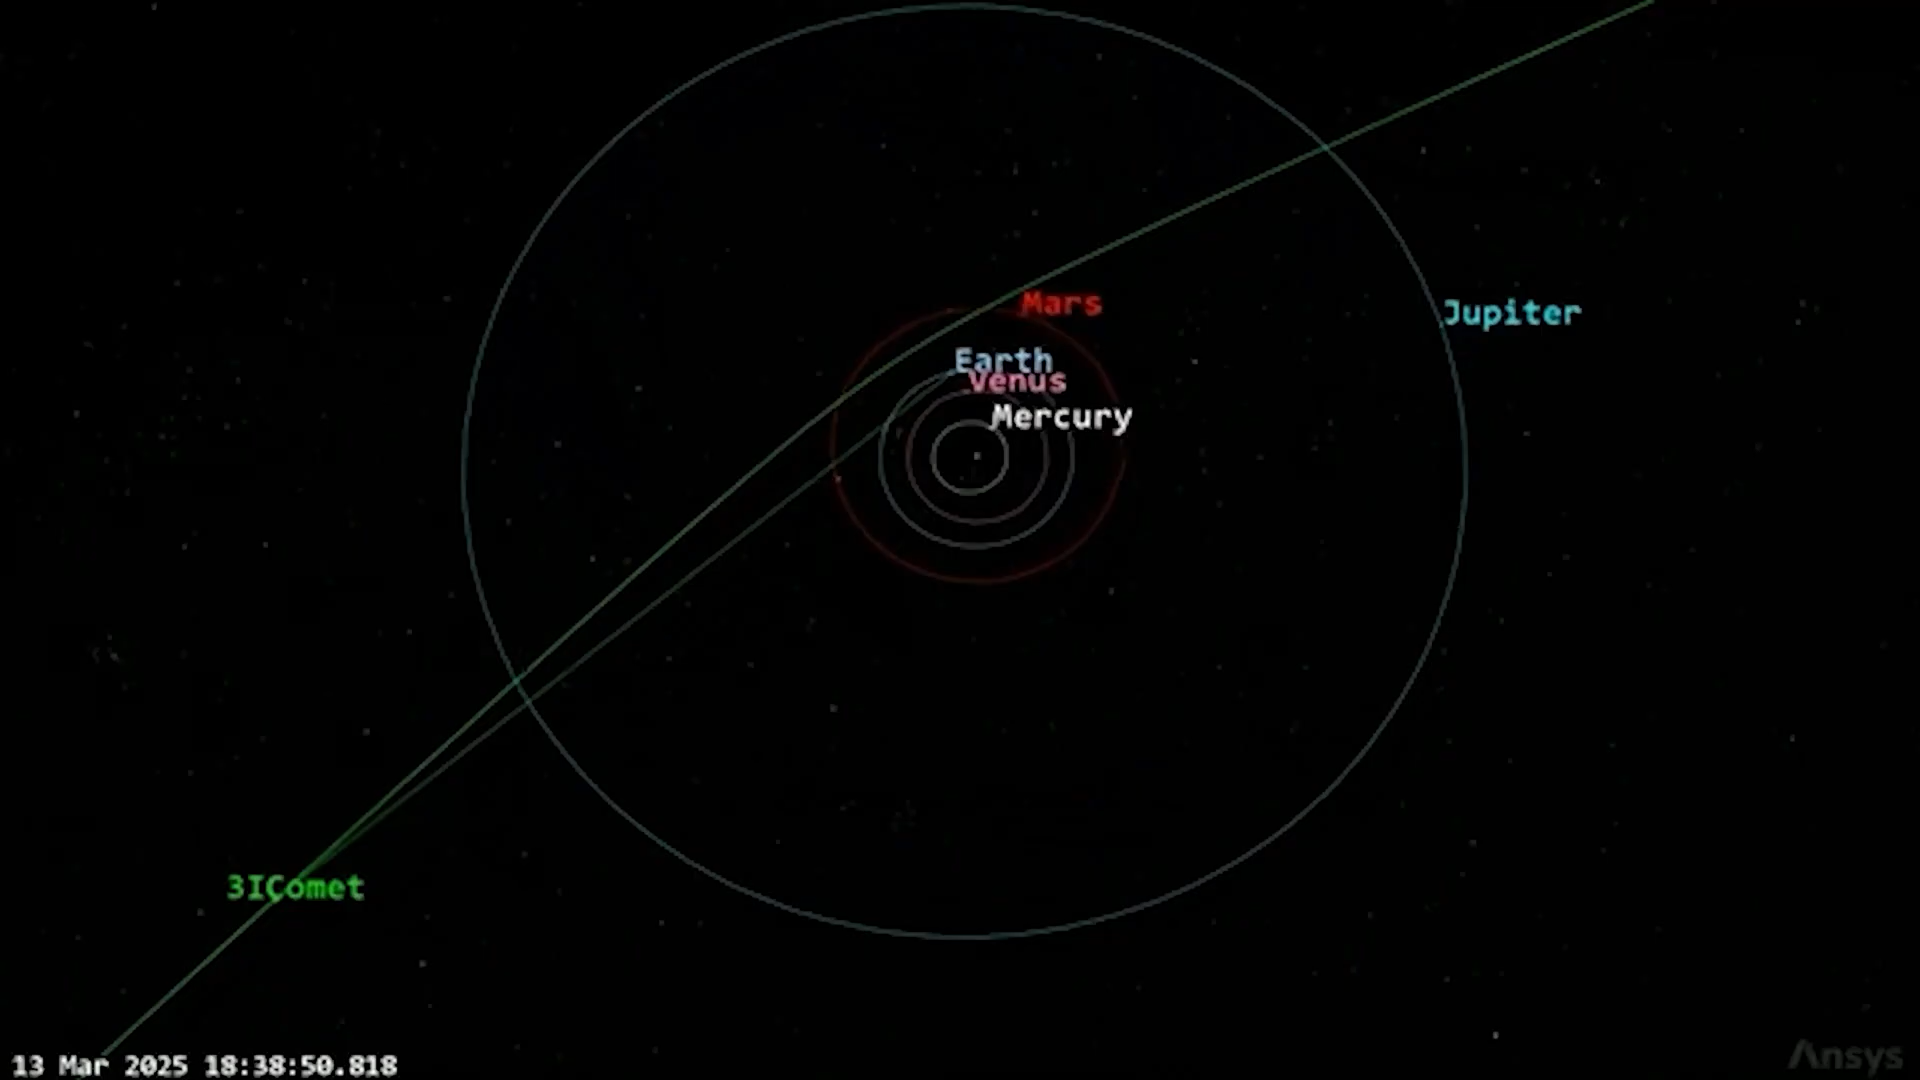 Mars
Jupiter
Earth
Venus
Mercury
3IComet
13 Mar 2025 18:38:50.818
Ansys